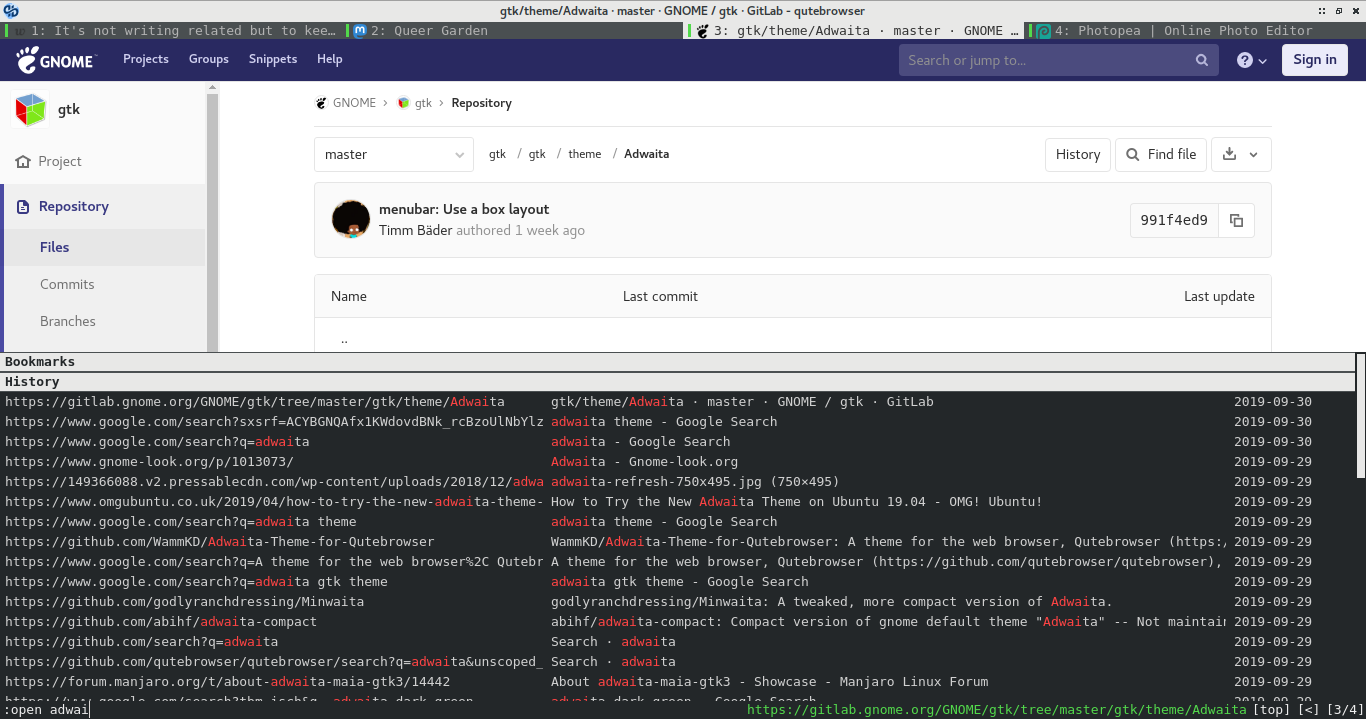 gtk/theme/Adwaita · master · GNOME / gtk · GitLab - qutebrowser
1: It's not writing related but to kee… 2: Queer Garden 3: gtk/theme/Adwaita · master · GNOME … 4: Photopea | Online Photo Editor
GNOME Projects Groups Snippets Help Search or jump to... Sign in
gtk
GNOME > gtk > Repository
Project
master
gtk / gtk / theme / Adwaita
History Find file
Repository
menubar: Use a box layout
Timm Bäder authored 1 week ago
991f4ed9
Files
Commits
Branches
Name Last commit Last update
..
Bookmarks
History
https://gitlab.gnome.org/GNOME/gtk/tree/master/gtk/theme/Adwaita gtk/theme/Adwaita · master · GNOME / gtk · GitLab 2019-09-30
https://www.google.com/search?sxsrf=ACYBGNQAfx1KWdovdBNk_rcBzoUlNbYlz adwaita theme - Google Search 2019-09-30
https://www.google.com/search?q=adwaita adwaita - Google Search 2019-09-30
https://www.gnome-look.org/p/1013073/ Adwaita - Gnome-look.org 2019-09-29
https://149366088.v2.pressablecdn.com/wp-content/uploads/2018/12/adwa adwaita-refresh-750x495.jpg (750×495) 2019-09-29
https://www.omgubuntu.co.uk/2019/04/how-to-try-the-new-adwaita-theme- How to Try the New Adwaita Theme on Ubuntu 19.04 - OMG! Ubuntu! 2019-09-29
https://www.google.com/search?q=adwaita theme adwaita theme - Google Search 2019-09-29
https://github.com/WammKD/Adwaita-Theme-for-Qutebrowser WammKD/Adwaita-Theme-for-Qutebrowser: A theme for the web browser, Qutebrowser (https:/ 2019-09-29
https://www.google.com/search?q=A theme for the web browser%2C Qutebr A theme for the web browser, Qutebrowser (https://github.com/qutebrowser/qutebrowser), 2019-09-29
https://www.google.com/search?q=adwaita gtk theme adwaita gtk theme - Google Search 2019-09-29
https://github.com/godlyranchdressing/Minwaita godlyranchdressing/Minwaita: A tweaked, more compact version of Adwaita. 2019-09-29
https://github.com/abihf/adwaita-compact abihf/adwaita-compact: Compact version of gnome default theme "Adwaita" -- Not maintain 2019-09-29
https://github.com/search?q=adwaita Search · adwaita 2019-09-29
https://github.com/qutebrowser/qutebrowser/search?q=adwaita&unscoped_ Search · adwaita 2019-09-29
https://forum.manjaro.org/t/about-adwaita-maia-gtk3/14442 About adwaita-maia-gtk3 - Showcase - Manjaro Linux Forum 2019-09-29
:open adwai https://gitlab.gnome.org/GNOME/gtk/tree/master/gtk/theme/Adwaita [top] [<] [3/4]